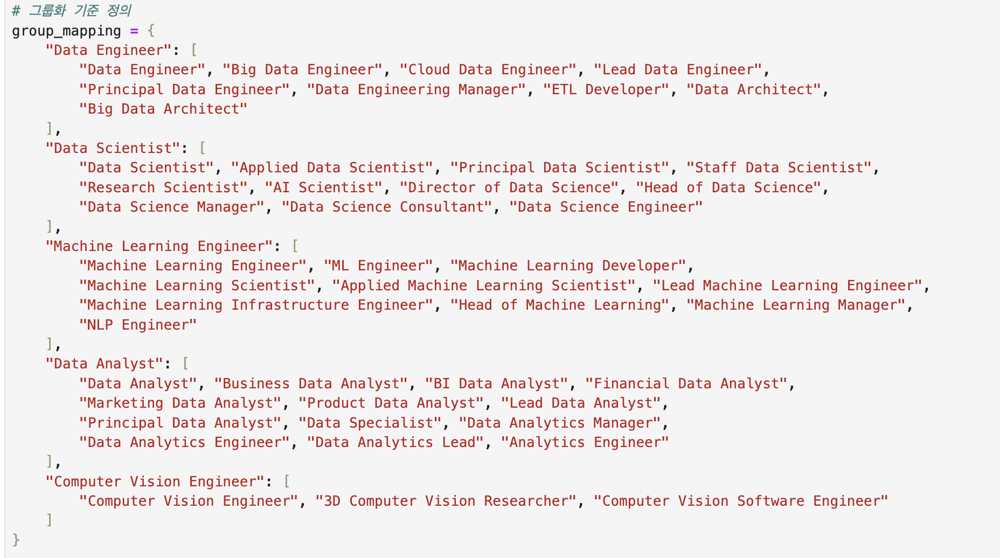 # 그룹화 기준 정의
group_mapping = {
    "Data Engineer": [
        "Data Engineer", "Big Data Engineer", "Cloud Data Engineer", "Lead Data Engineer",
        "Principal Data Engineer", "Data Engineering Manager", "ETL Developer", "Data Architect",
        "Big Data Architect"
    ],
    "Data Scientist": [
        "Data Scientist", "Applied Data Scientist", "Principal Data Scientist", "Staff Data Scientist",
        "Research Scientist", "AI Scientist", "Director of Data Science", "Head of Data Science",
        "Data Science Manager", "Data Science Consultant", "Data Science Engineer"
    ],
    "Machine Learning Engineer": [
        "Machine Learning Engineer", "ML Engineer", "Machine Learning Developer",
        "Machine Learning Scientist", "Applied Machine Learning Scientist", "Lead Machine Learning Engineer",
        "Machine Learning Infrastructure Engineer", "Head of Machine Learning", "Machine Learning Manager",
        "NLP Engineer"
    ],
    "Data Analyst": [
        "Data Analyst", "Business Data Analyst", "BI Data Analyst", "Financial Data Analyst",
        "Marketing Data Analyst", "Product Data Analyst", "Lead Data Analyst",
        "Principal Data Analyst", "Data Specialist", "Data Analytics Manager",
        "Data Analytics Engineer", "Data Analytics Lead", "Analytics Engineer"
    ],
    "Computer Vision Engineer": [
        "Computer Vision Engineer", "3D Computer Vision Researcher", "Computer Vision Software Engineer"
    ]
}